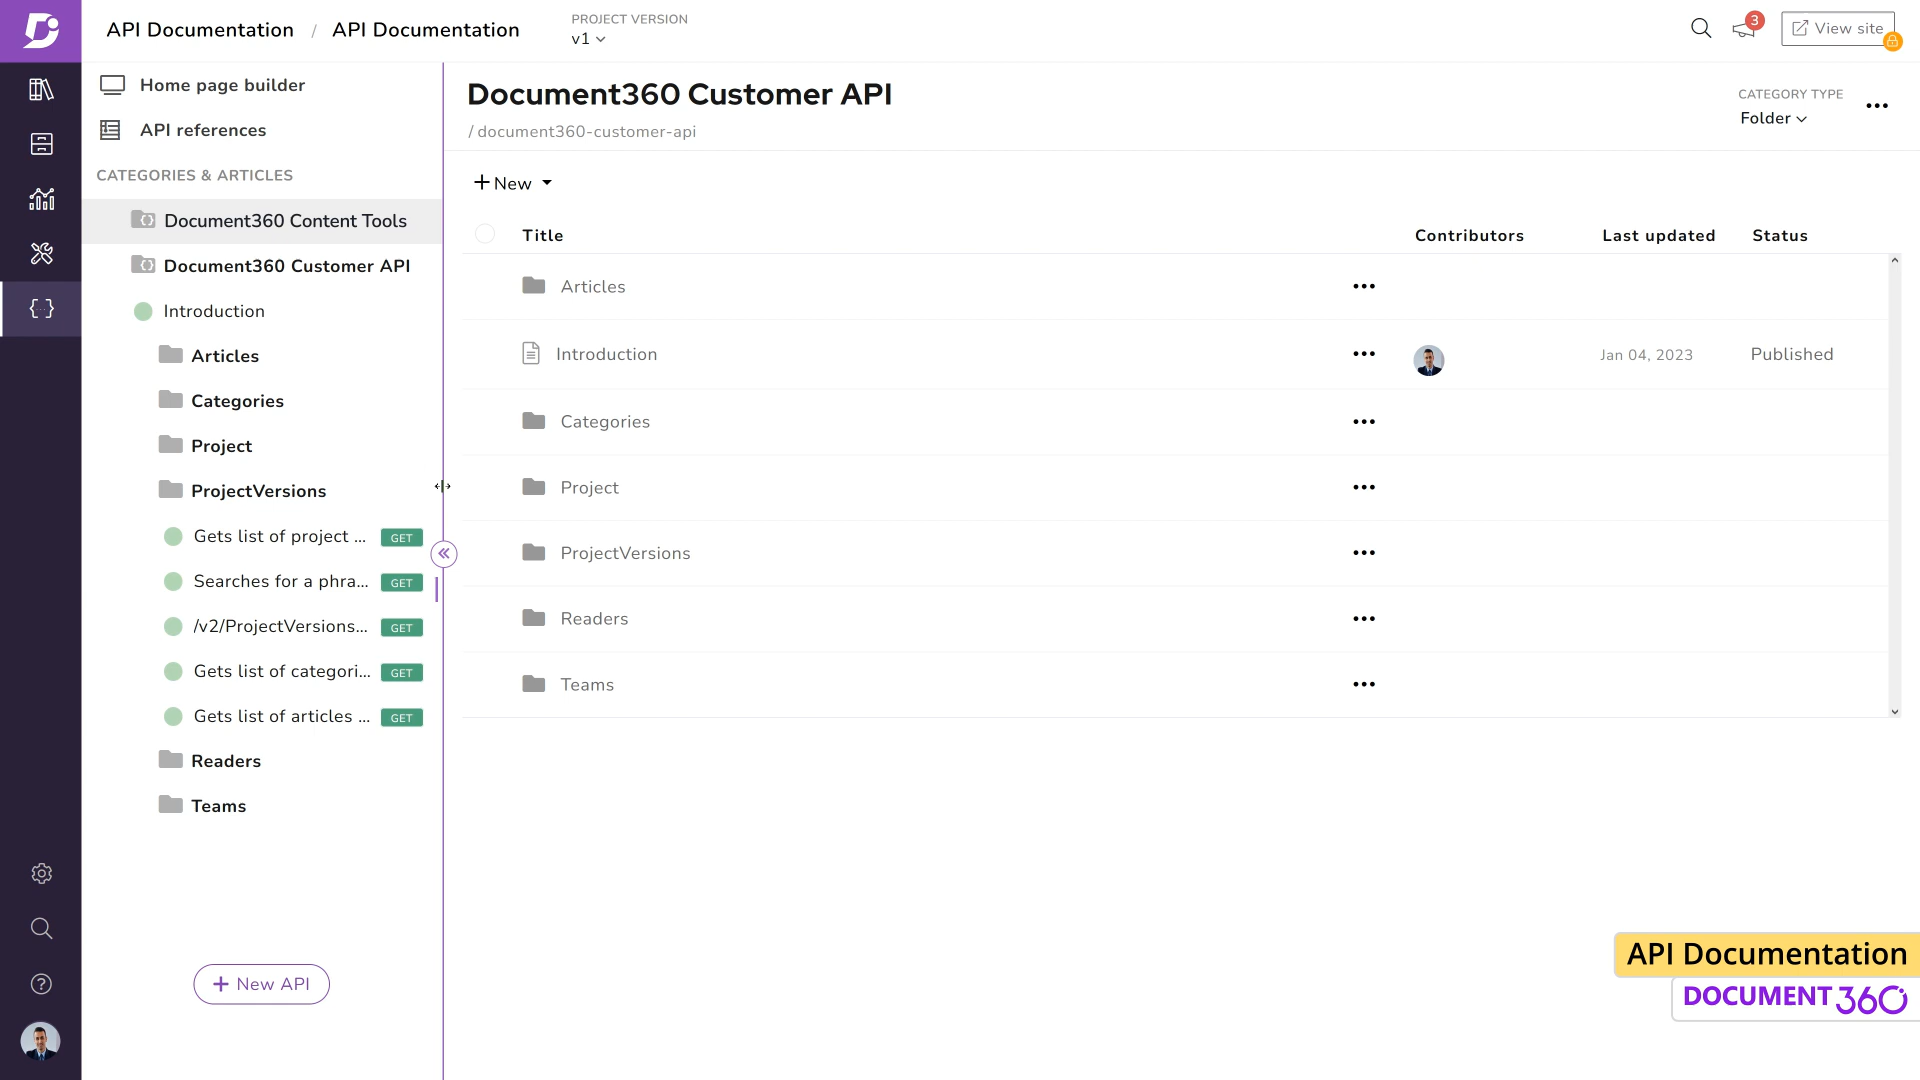 API Documentation / API Documentation
PROJECT VERSION
v1
3
View site
Home page builder
API references
CATEGORIES & ARTICLES
Document360 Content Tools
Document360 Customer API
Introduction
Articles
Categories
Project
ProjectVersions
Gets list of project ... GET
Searches for a phra... GET
/v2/ProjectVersions... GET
Gets list of categori... GET
Gets list of articles ... GET
Readers
Teams
+ New API
Document360 Customer API
/ document360-customer-api
CATEGORY TYPE
Folder
+ New
Title Contributors Last updated Status
Articles
Introduction Jan 04, 2023 Published
Categories
Project
ProjectVersions
Readers
Teams
API Documentation
DOCUMENT360